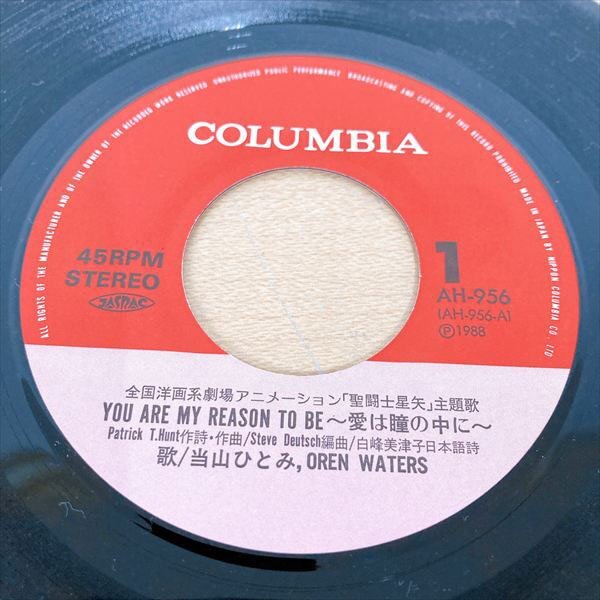 ALL RIGHTS OF THE MANUFACTURER AND OF THE OWNER OF THE RECORDED WORK RESERVED. UNAUTHORISED PUBLIC PERFORMANCE BROADCASTING AND COPYING OF THIS RECORD PROHIBITED MADE IN JAPAN BY NIPPON COLUMBIA CO. LTD
COLUMBIA
45RPM
STEREO
JASRAC
1
AH-956
(AH-956-A)
Ⓟ1988
全国洋画系劇場アニメーション「聖闘士星矢」主題歌
YOU ARE MY REASON TO BE〜愛は瞳の中に〜
Patrick T.Hunt作詩・作曲/Steve Deutsch編曲/白峰美津子日本語詩
歌/当山ひとみ, OREN WATERS